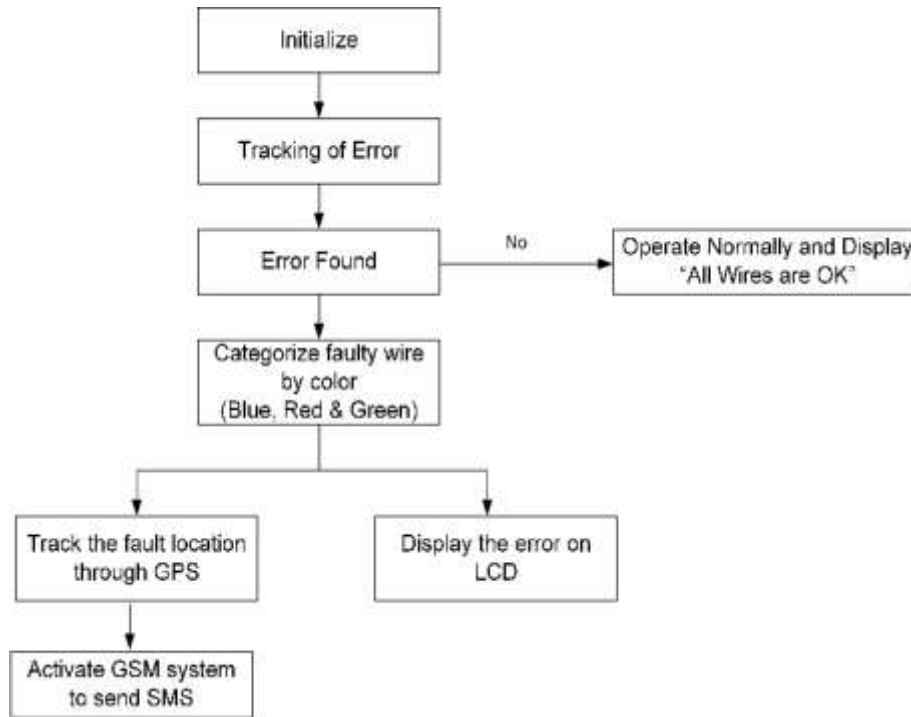 Initialize
Tracking of Error
Error Found
No
Operate Normally and Display
“All Wires are OK”
Categorize faulty wire
by color
(Blue, Red & Green)
Track the fault location
through GPS
Display the error on
LCD
Activate GSM system
to send SMS